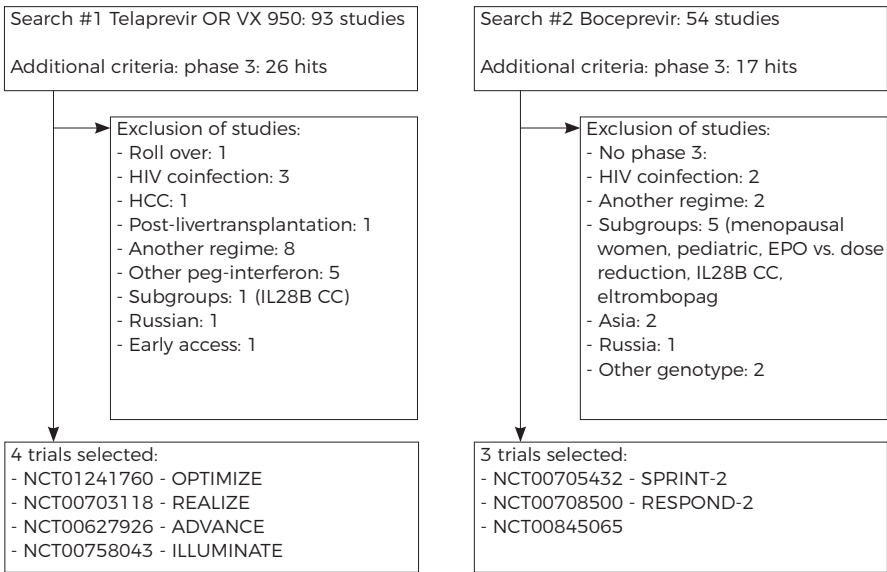 Search #1 Telaprevir OR VX 950: 93 studies
Additional criteria: phase 3: 26 hits
Exclusion of studies:
- Roll over: 1
- HIV coinfection: 3
- HCC: 1
- Post-livertransplantation: 1
- Another regime: 8
- Other peg-interferon: 5
- Subgroups: 1 (IL28B CC)
- Russian: 1
- Early access: 1
4 trials selected:
- NCT01241760 - OPTIMIZE
- NCT00703118 - REALIZE
- NCT00627926 - ADVANCE
- NCT00758043 - ILLUMINATE
Search #2 Boceprevir: 54 studies
Additional criteria: phase 3: 17 hits
Exclusion of studies:
- No phase 3:
- HIV coinfection: 2
- Another regime: 2
- Subgroups: 5 (menopausal
women, pediatric, EPO vs. dose
reduction, IL28B CC,
eltrombopag
- Asia: 2
- Russia: 1
- Other genotype: 2
3 trials selected:
- NCT00705432 - SPRINT-2
- NCT00708500 - RESPOND-2
- NCT00845065